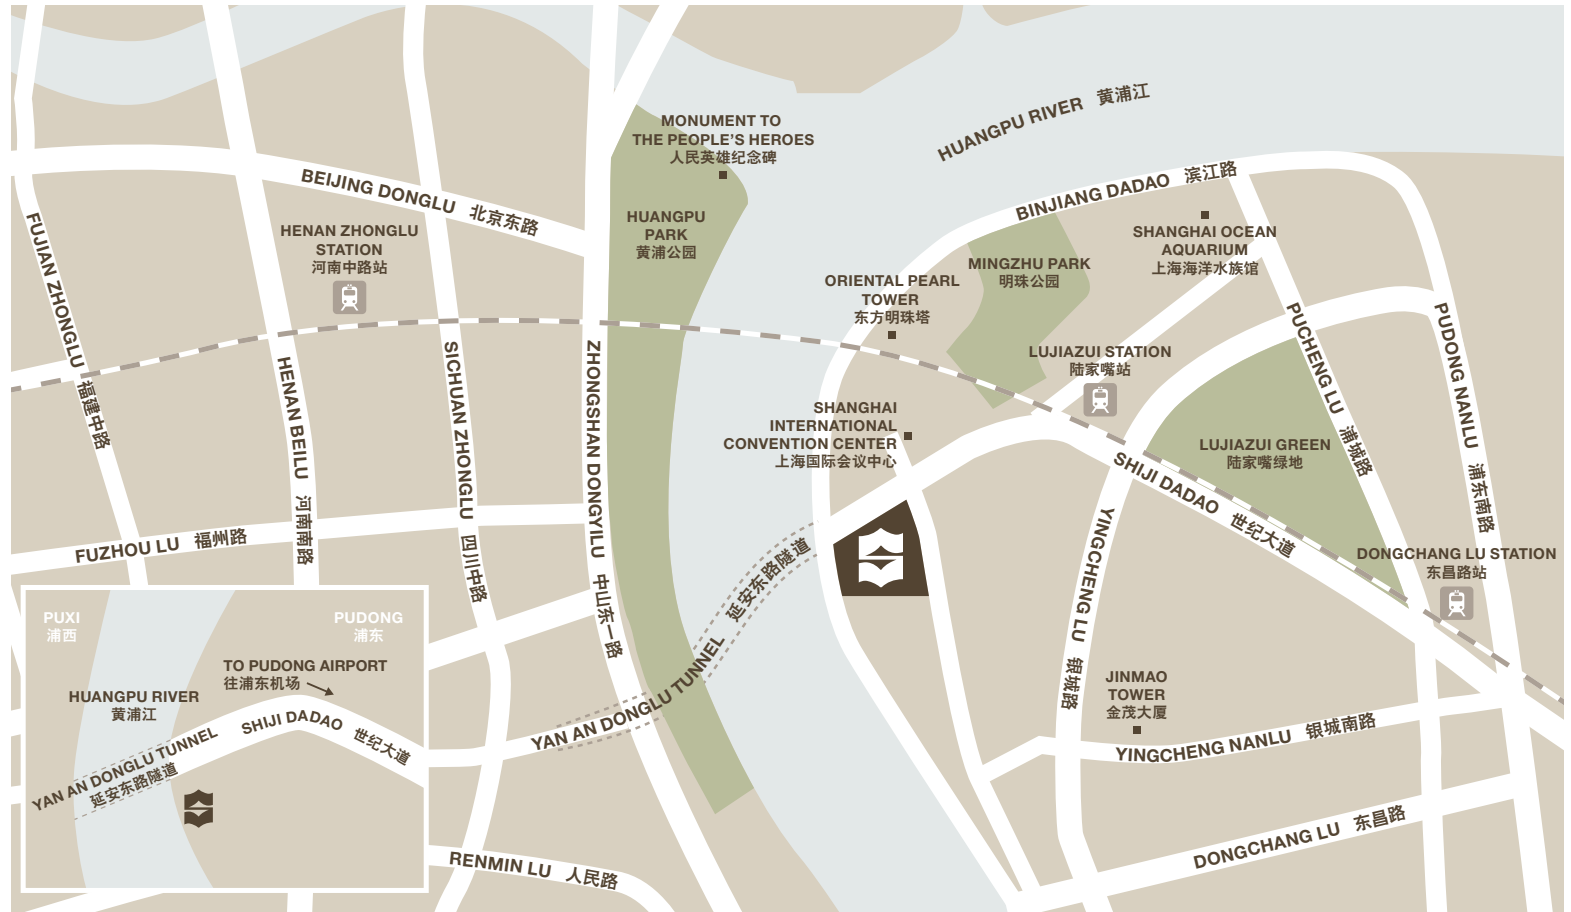 MONUMENT TO
THE PEOPLE'S HEROES
人民英雄纪念碑
HUANGPU RIVER 黄浦江
BEIJING DONGLU 北京东路
BINJIANG DADAO 滨江路
FUJIAN ZHONGLU 福建中路
HENAN ZHONGLU
STATION
河南中路站
HUANGPU
PARK
黄浦公园
SHANGHAI OCEAN
AQUARIUM
上海海洋水族馆
MINGZHU PARK
明珠公园
ORIENTAL PEARL
TOWER
东方明珠塔
LUJIAZUI STATION
陆家嘴站
PUCHENG LU 浦城路
PUDONG NANLU 浦东南路
HENAN BEILU 河南南路
SICHUAN ZHONGLU 四川中路
ZHONGSHAN DONGYILU 中山东一路
SHANGHAI
INTERNATIONAL
CONVENTION CENTER
上海国际会议中心
LUJIAZUI GREEN
陆家嘴绿地
SHIJI DADAO 世纪大道
YINGCHENG LU 银城路
FUZHOU LU 福州路
DONGCHANG LU STATION
东昌路站
YAN AN DONGLU TUNNEL 延安东路隧道
JINMAO
TOWER
金茂大厦
YINGCHENG NANLU 银城南路
DONGCHANG LU 东昌路
RENMIN LU 人民路
PUXI
浦西
PUDONG
浦东
TO PUDONG AIRPORT
往浦东机场
HUANGPU RIVER
黄浦江
SHIJI DADAO 世纪大道
YAN AN DONGLU TUNNEL
延安东路隧道